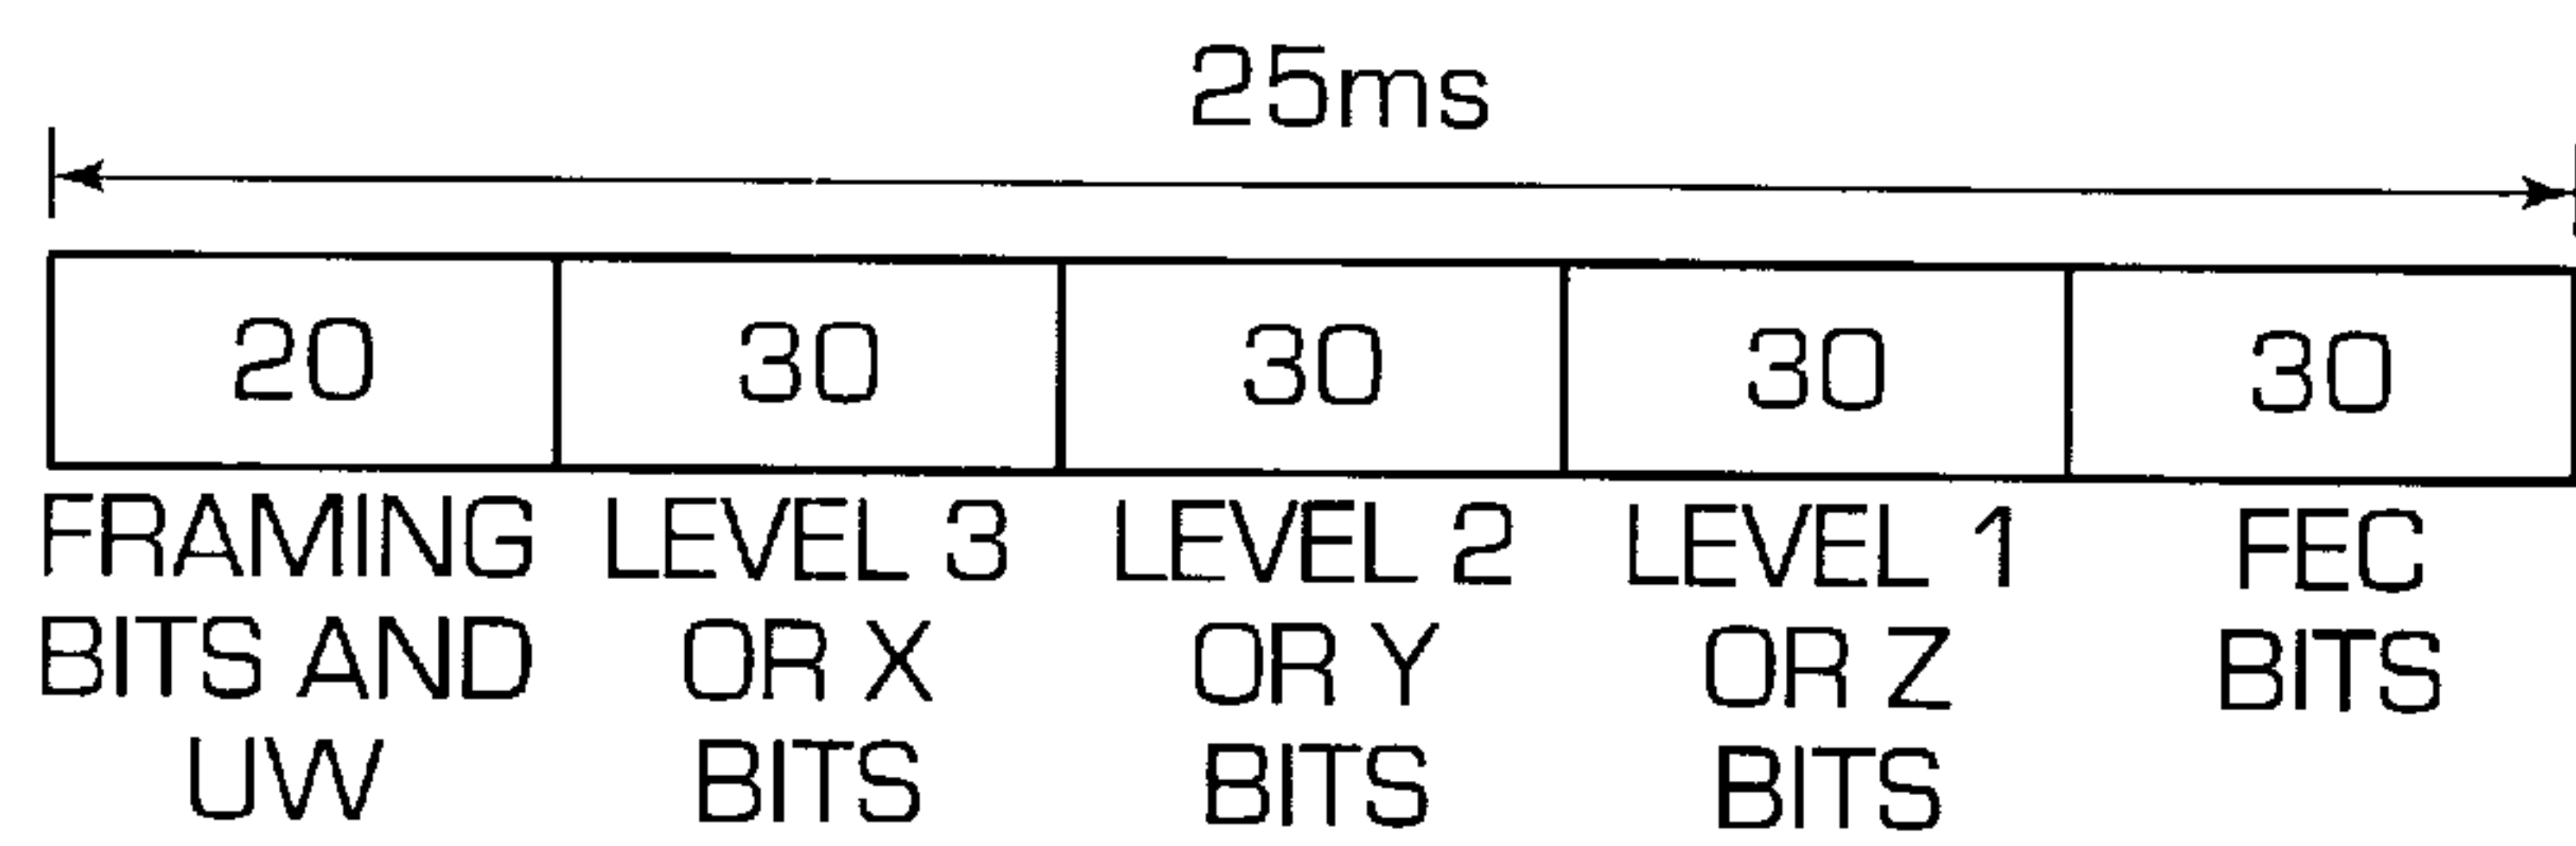 25ms
20 30 30 30 30
FRAMING BITS AND UW
LEVEL 3 OR X BITS
LEVEL 2 OR Y BITS
LEVEL 1 OR Z BITS
FEC BITS